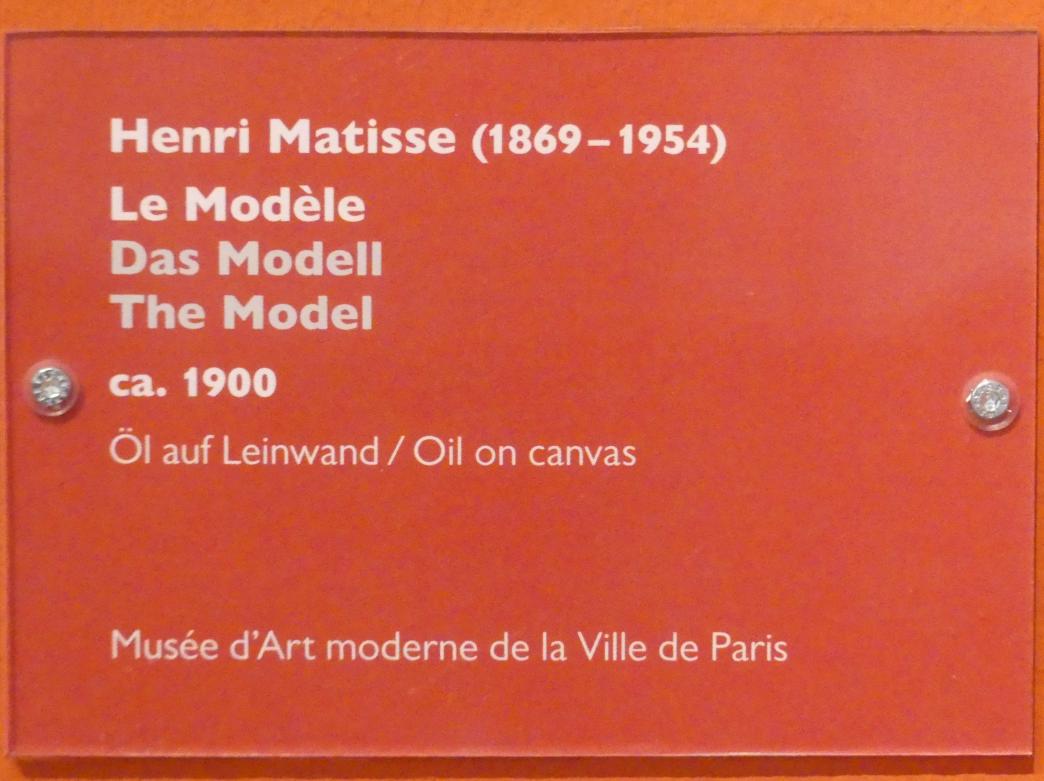 Henri Matisse (1869–1954)
Le Modèle
Das Modell
The Model
ca. 1900
Öl auf Leinwand / Oil on canvas
Musée d’Art moderne de la Ville de Paris